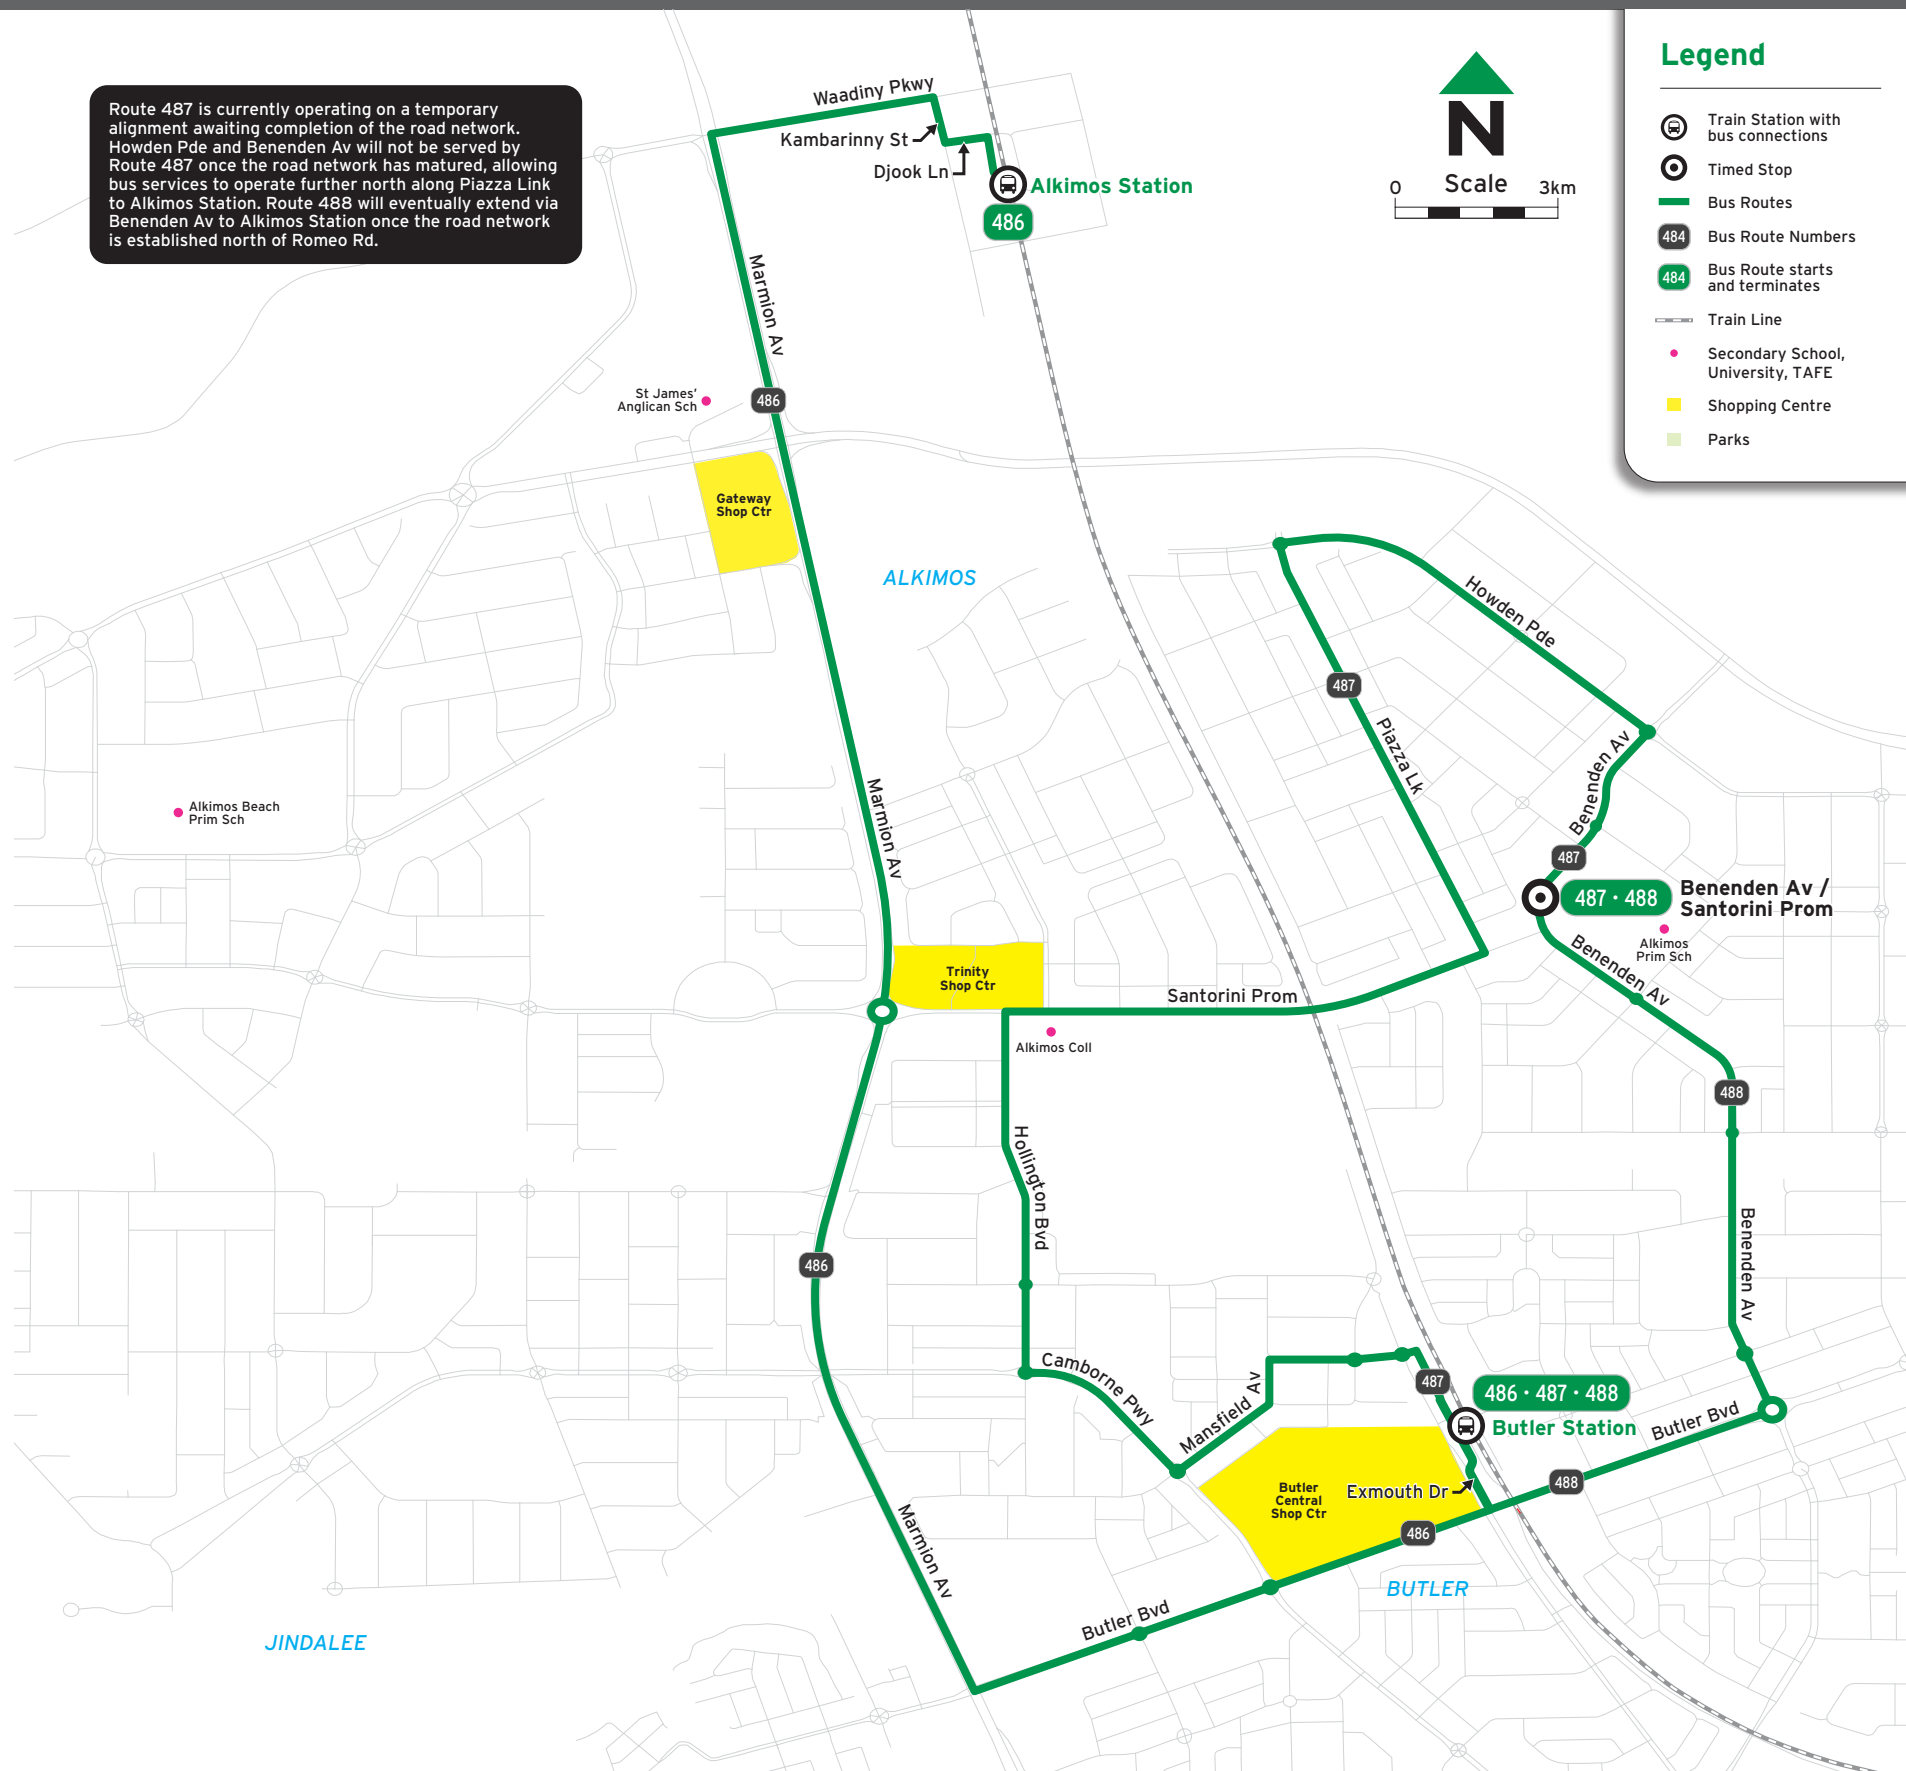 Route 487 is currently operating on a temporary
alignment awaiting completion of the road network.
Howden Pde and Benenden Av will not be served by
Route 487 once the road network has matured, allowing
bus services to operate further north along Piazza Link
to Alkimos Station. Route 488 will eventually extend via
Benenden Av to Alkimos Station once the road network
is established north of Romeo Rd.
Waadiny Pkwy
Kambarinny St
Djook Ln
Alkimos Station
486
N
0 Scale 3km
Legend
Train Station with
bus connections
Timed Stop
Bus Routes
484
Bus Route Numbers
484
Bus Route starts
and terminates
Train Line
Secondary School,
University, TAFE
Shopping Centre
Parks
Marmion Av
St James'
Anglican Sch
486
Gateway
Shop Ctr
ALKIMOS
Howden Pde
487
Piazza Lk
Benenden Av
Marmion Av
Alkimos Beach
Prim Sch
487
487 • 488
Benenden Av /
Santorini Prom
Alkimos
Prim Sch
Benenden Av
Trinity
Shop Ctr
Santorini Prom
Alkimos Coll
488
Hollington Bvd
486
Benenden Av
Camborne Pwy
Mansfield Av
487
486 • 487 • 488
Butler Station
Butler Bvd
488
Butler
Central
Shop Ctr
Exmouth Dr
486
Marmion Av
BUTLER
Butler Bvd
JINDALEE